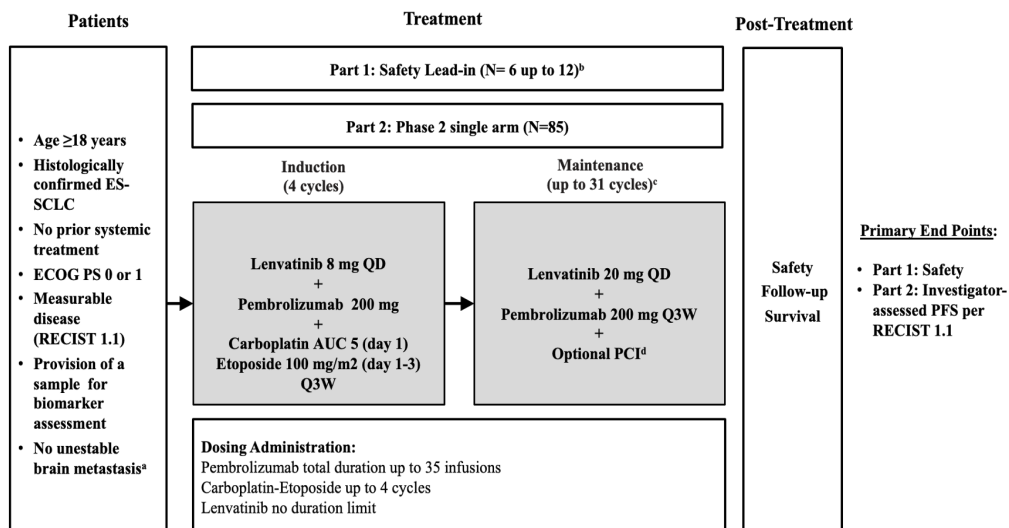 Patients
Treatment
Post-Treatment
• Age ≥18 years
• Histologically
confirmed ES-
SCLC
• No prior systemic
treatment
• ECOG PS 0 or 1
• Measurable
disease
(RECIST 1.1)
• Provision of a
sample for
biomarker
assessment
• No unestable
brain metastasisᵃ
Part 1: Safety Lead-in (N= 6 up to 12)ᵇ
Part 2: Phase 2 single arm (N=85)
Induction
(4 cycles)
Lenvatinib 8 mg QD
+
Pembrolizumab 200 mg
+
Carboplatin AUC 5 (day 1)
Etoposide 100 mg/m2 (day 1-3)
Q3W
Maintenance
(up to 31 cycles)ᶜ
Lenvatinib 20 mg QD
+
Pembrolizumab 200 mg Q3W
+
Optional PCIᵈ
Dosing Administration:
Pembrolizumab total duration up to 35 infusions
Carboplatin-Etoposide up to 4 cycles
Lenvatinib no duration limit
Safety
Follow-up
Survival
Primary End Points:
• Part 1: Safety
• Part 2: Investigator-
assessed PFS per
RECIST 1.1